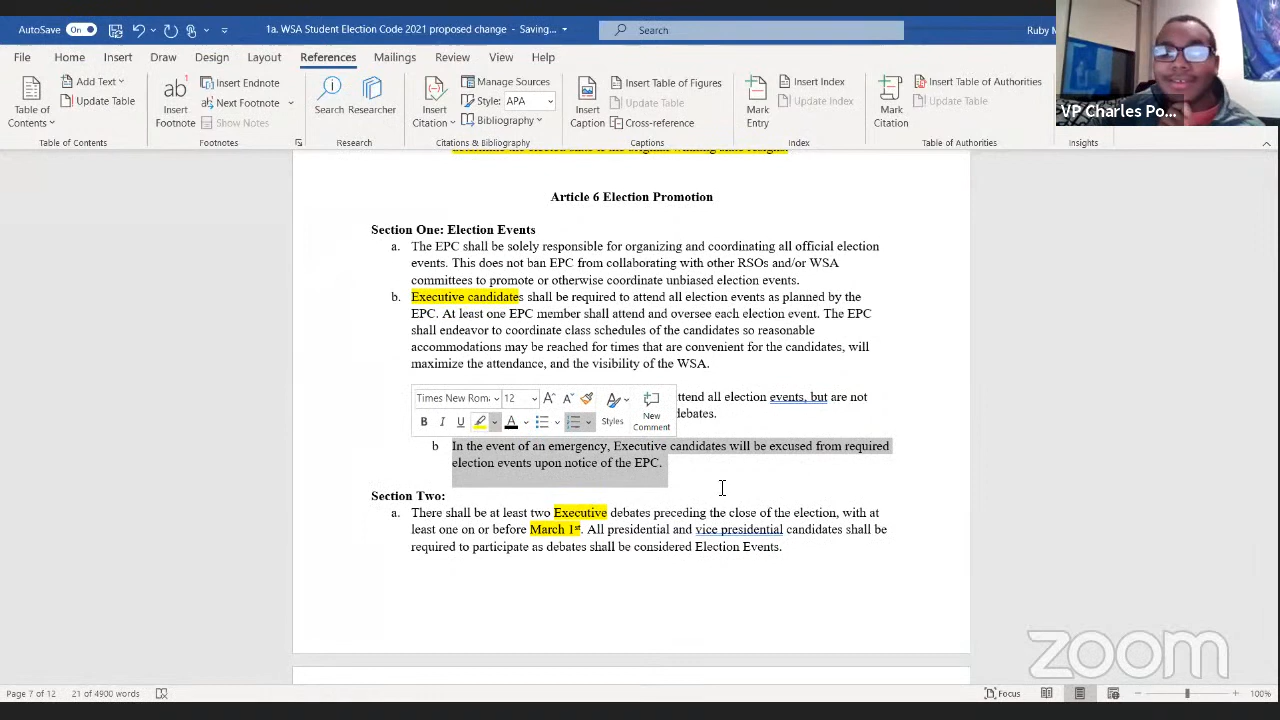 AutoSave On
1a. WSA Student Election Code 2021 proposed change - Saving...
Search
Ruby M
File Home Insert Draw Design Layout References Mailings Review View Help
Table of Contents
Add Text
Update Table
Table of Contents
ab
Insert Footnote
Insert Endnote
Next Footnote
Show Notes
Footnotes
Search
Researcher
Research
Insert Citation
Manage Sources
Style: APA
Bibliography
Citations & Bibliography
Insert Caption
Insert Table of Figures
Update Table
Cross-reference
Captions
Mark Entry
Insert Index
Update Index
Index
Mark Citation
Insert Table of Authorities
Update Table
Table of Authorities
Insights
VP Charles Po...
Article 6 Election Promotion
Section One: Election Events
a. The EPC shall be solely responsible for organizing and coordinating all official election
events. This does not ban EPC from collaborating with other RSOs and/or WSA
committees to promote or otherwise coordinate unbiased election events.
b. Executive candidates shall be required to attend all election events as planned by the
EPC. At least one EPC member shall attend and oversee each election event. The EPC
shall endeavor to coordinate class schedules of the candidates so reasonable
accommodations may be reached for times that are convenient for the candidates, will
maximize the attendance, and the visibility of the WSA.
ttend all election events, but are not
debates.
Times New Rom 12
B I U
Styles
New Comment
b In the event of an emergency, Executive candidates will be excused from required
election events upon notice of the EPC.
Section Two:
a. There shall be at least two Executive debates preceding the close of the election, with at
least one on or before March 1st. All presidential and vice presidential candidates shall be
required to participate as debates shall be considered Election Events.
zoom
Page 7 of 12 21 of 4900 words
Focus
100%